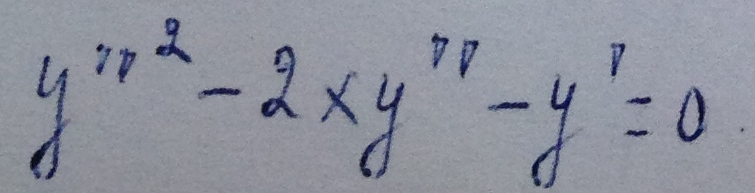 y''² - 2xy'' - y' = 0.